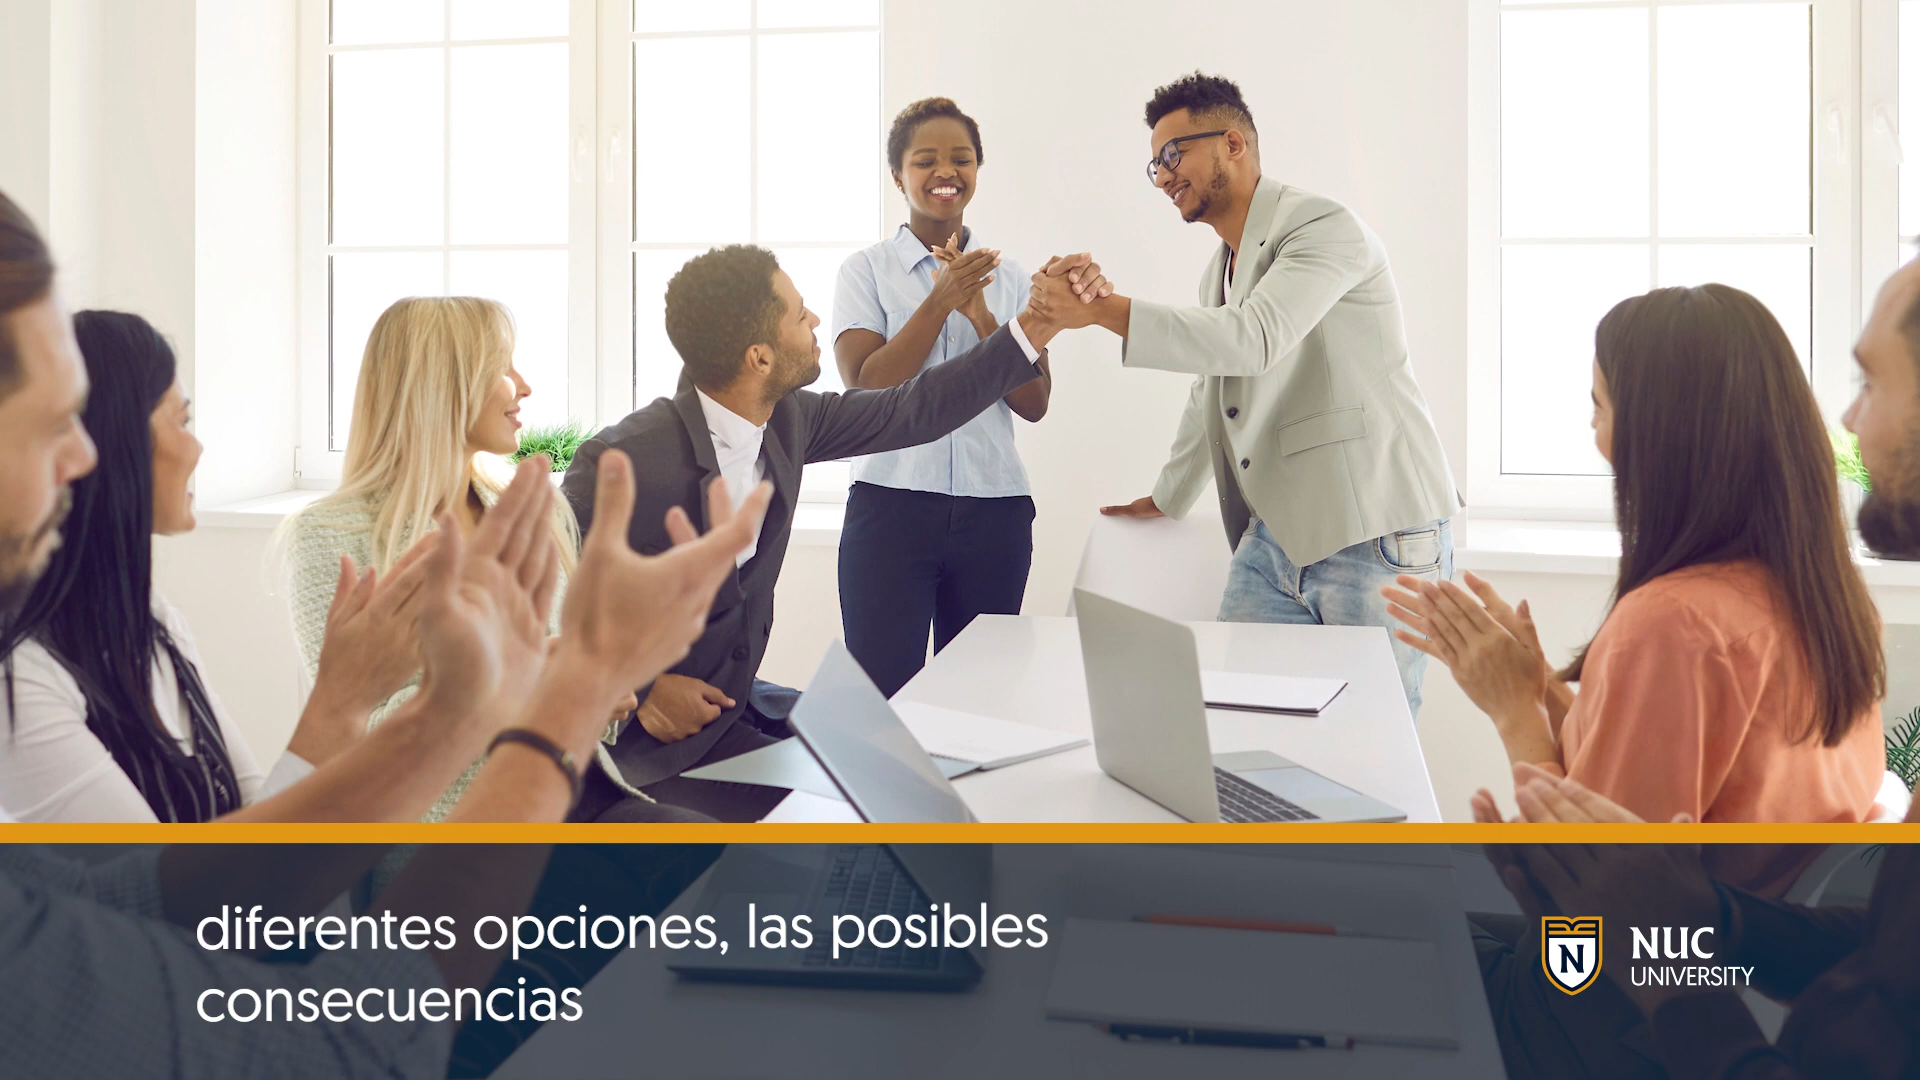 diferentes opciones, las posibles
consecuencias
N
NUC
UNIVERSITY